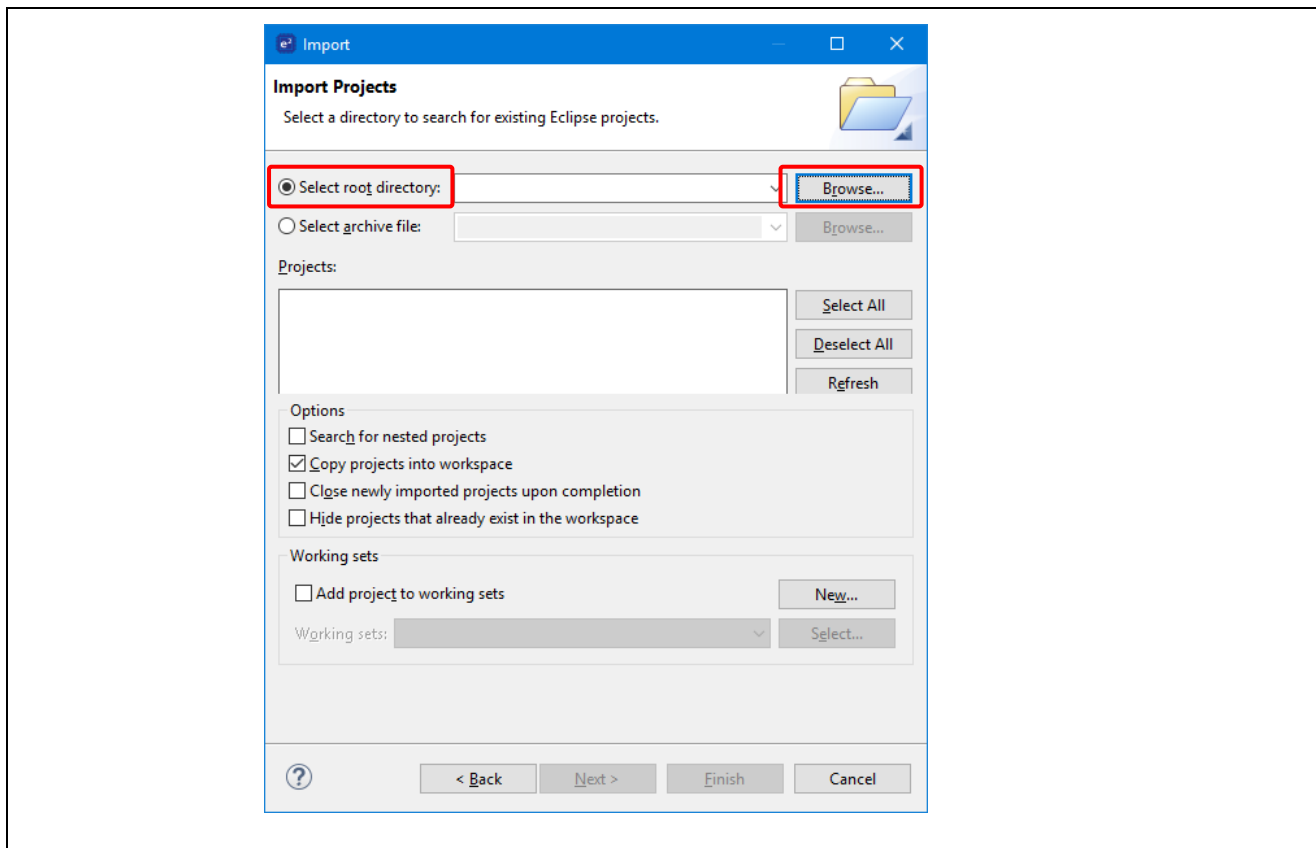 e² Import
Import Projects
Select a directory to search for existing Eclipse projects.
Select root directory: Browse...
Select archive file: Browse...
Projects:
Select All
Deselect All
Refresh
Options
Search for nested projects
Copy projects into workspace
Close newly imported projects upon completion
Hide projects that already exist in the workspace
Working sets
Add project to working sets New...
Working sets: Select...
? < Back Next > Finish Cancel